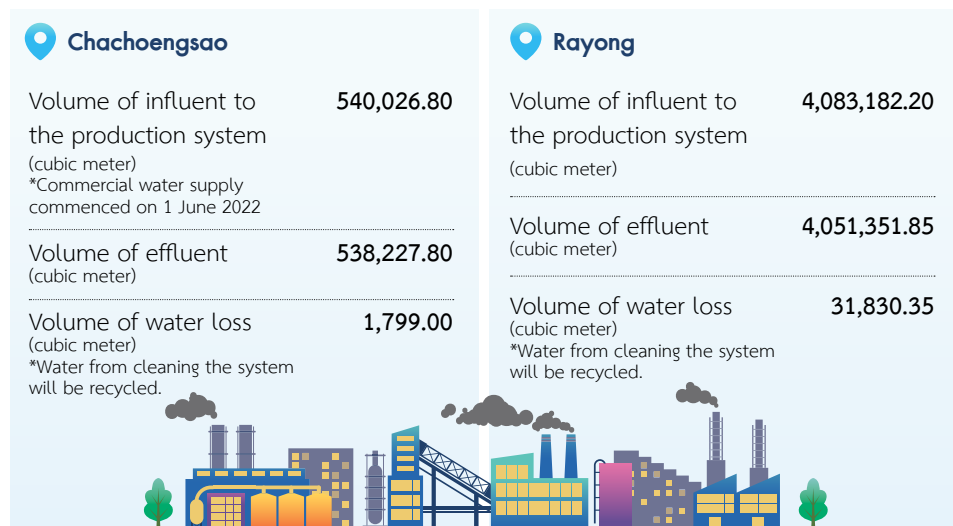 Chachoengsao
Volume of influent to 540,026.80
the production system
(cubic meter)
*Commercial water supply
commenced on 1 June 2022
Volume of effluent 538,227.80
(cubic meter)
Volume of water loss 1,799.00
(cubic meter)
*Water from cleaning the system
will be recycled.
Rayong
Volume of influent to 4,083,182.20
the production system
(cubic meter)
Volume of effluent 4,051,351.85
(cubic meter)
Volume of water loss 31,830.35
(cubic meter)
*Water from cleaning the system
will be recycled.